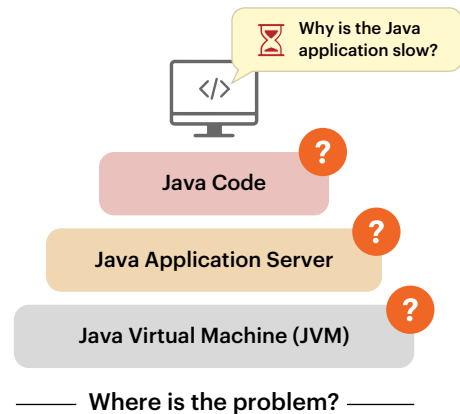 Why is the Java
application slow?
</>
?
Java Code
?
Java Application Server
?
Java Virtual Machine (JVM)
Where is the problem?